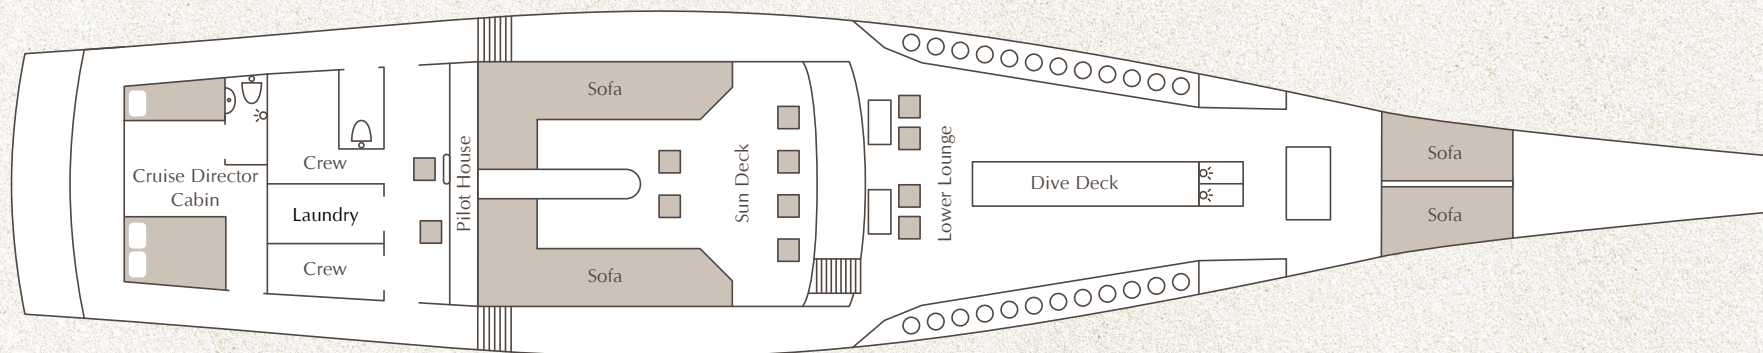 Cruise Director
Cabin
Crew
Laundry
Crew
Pilot House
Sofa
Sofa
Sun Deck
Lower Lounge
Dive Deck
Sofa
Sofa